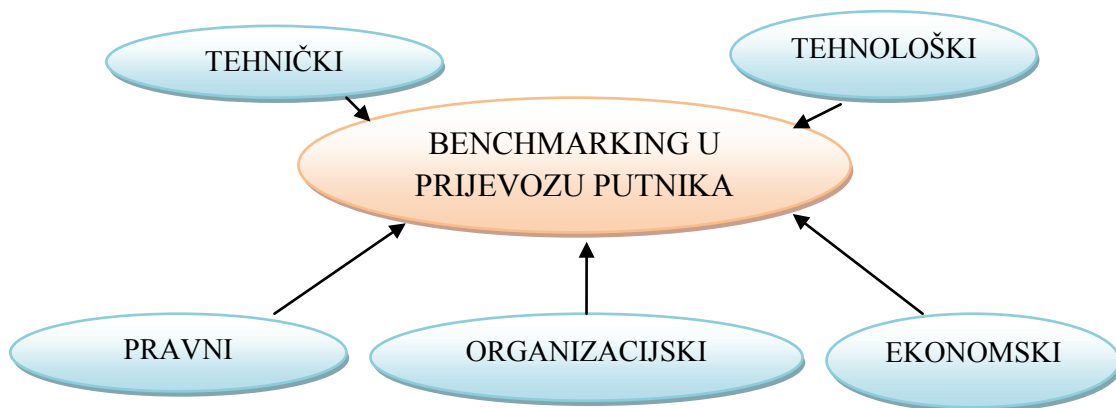 TEHNIČKI
TEHNOLOŠKI
BENCHMARKING U
PRIJEVOZU PUTNIKA
PRAVNI
ORGANIZACIJSKI
EKONOMSKI